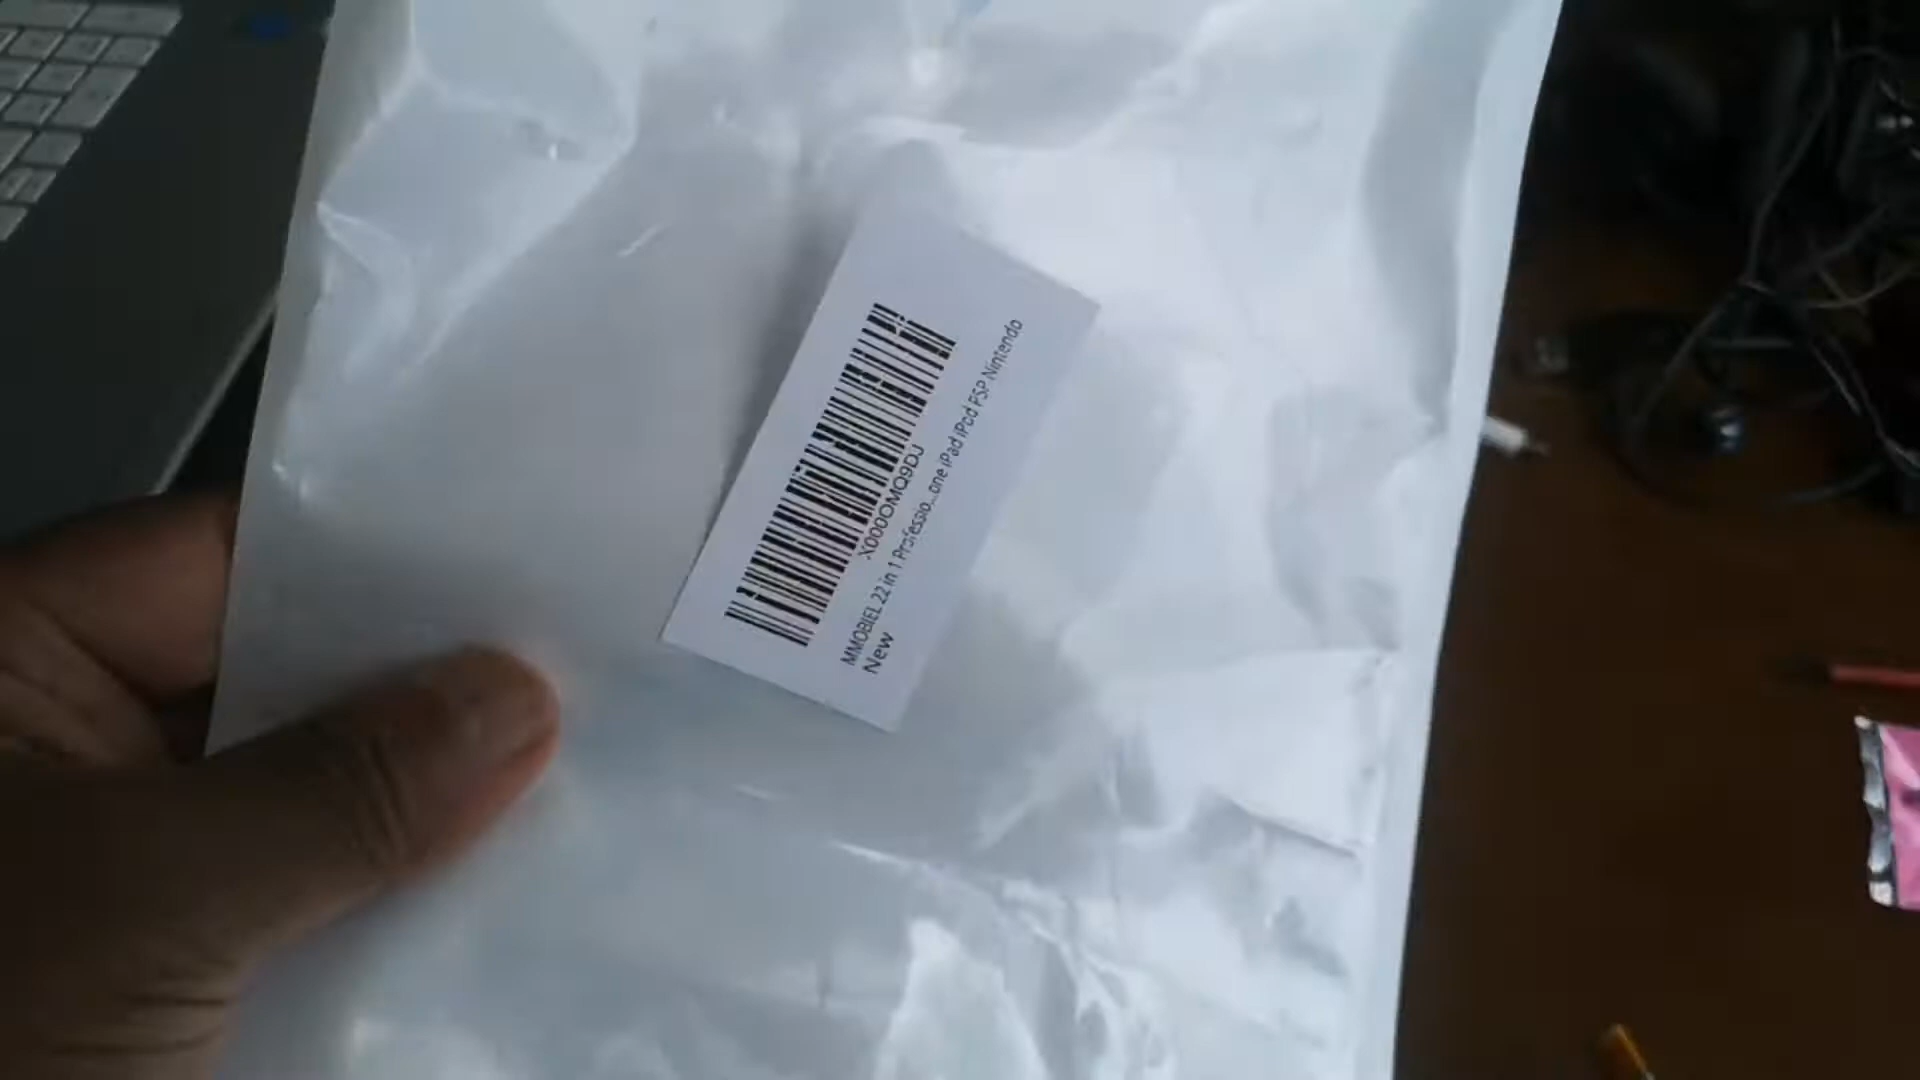 X000OMQ9DJ
MMOBIEL 22 in 1 Professio...one iPad iPod PSP Nintendo
New